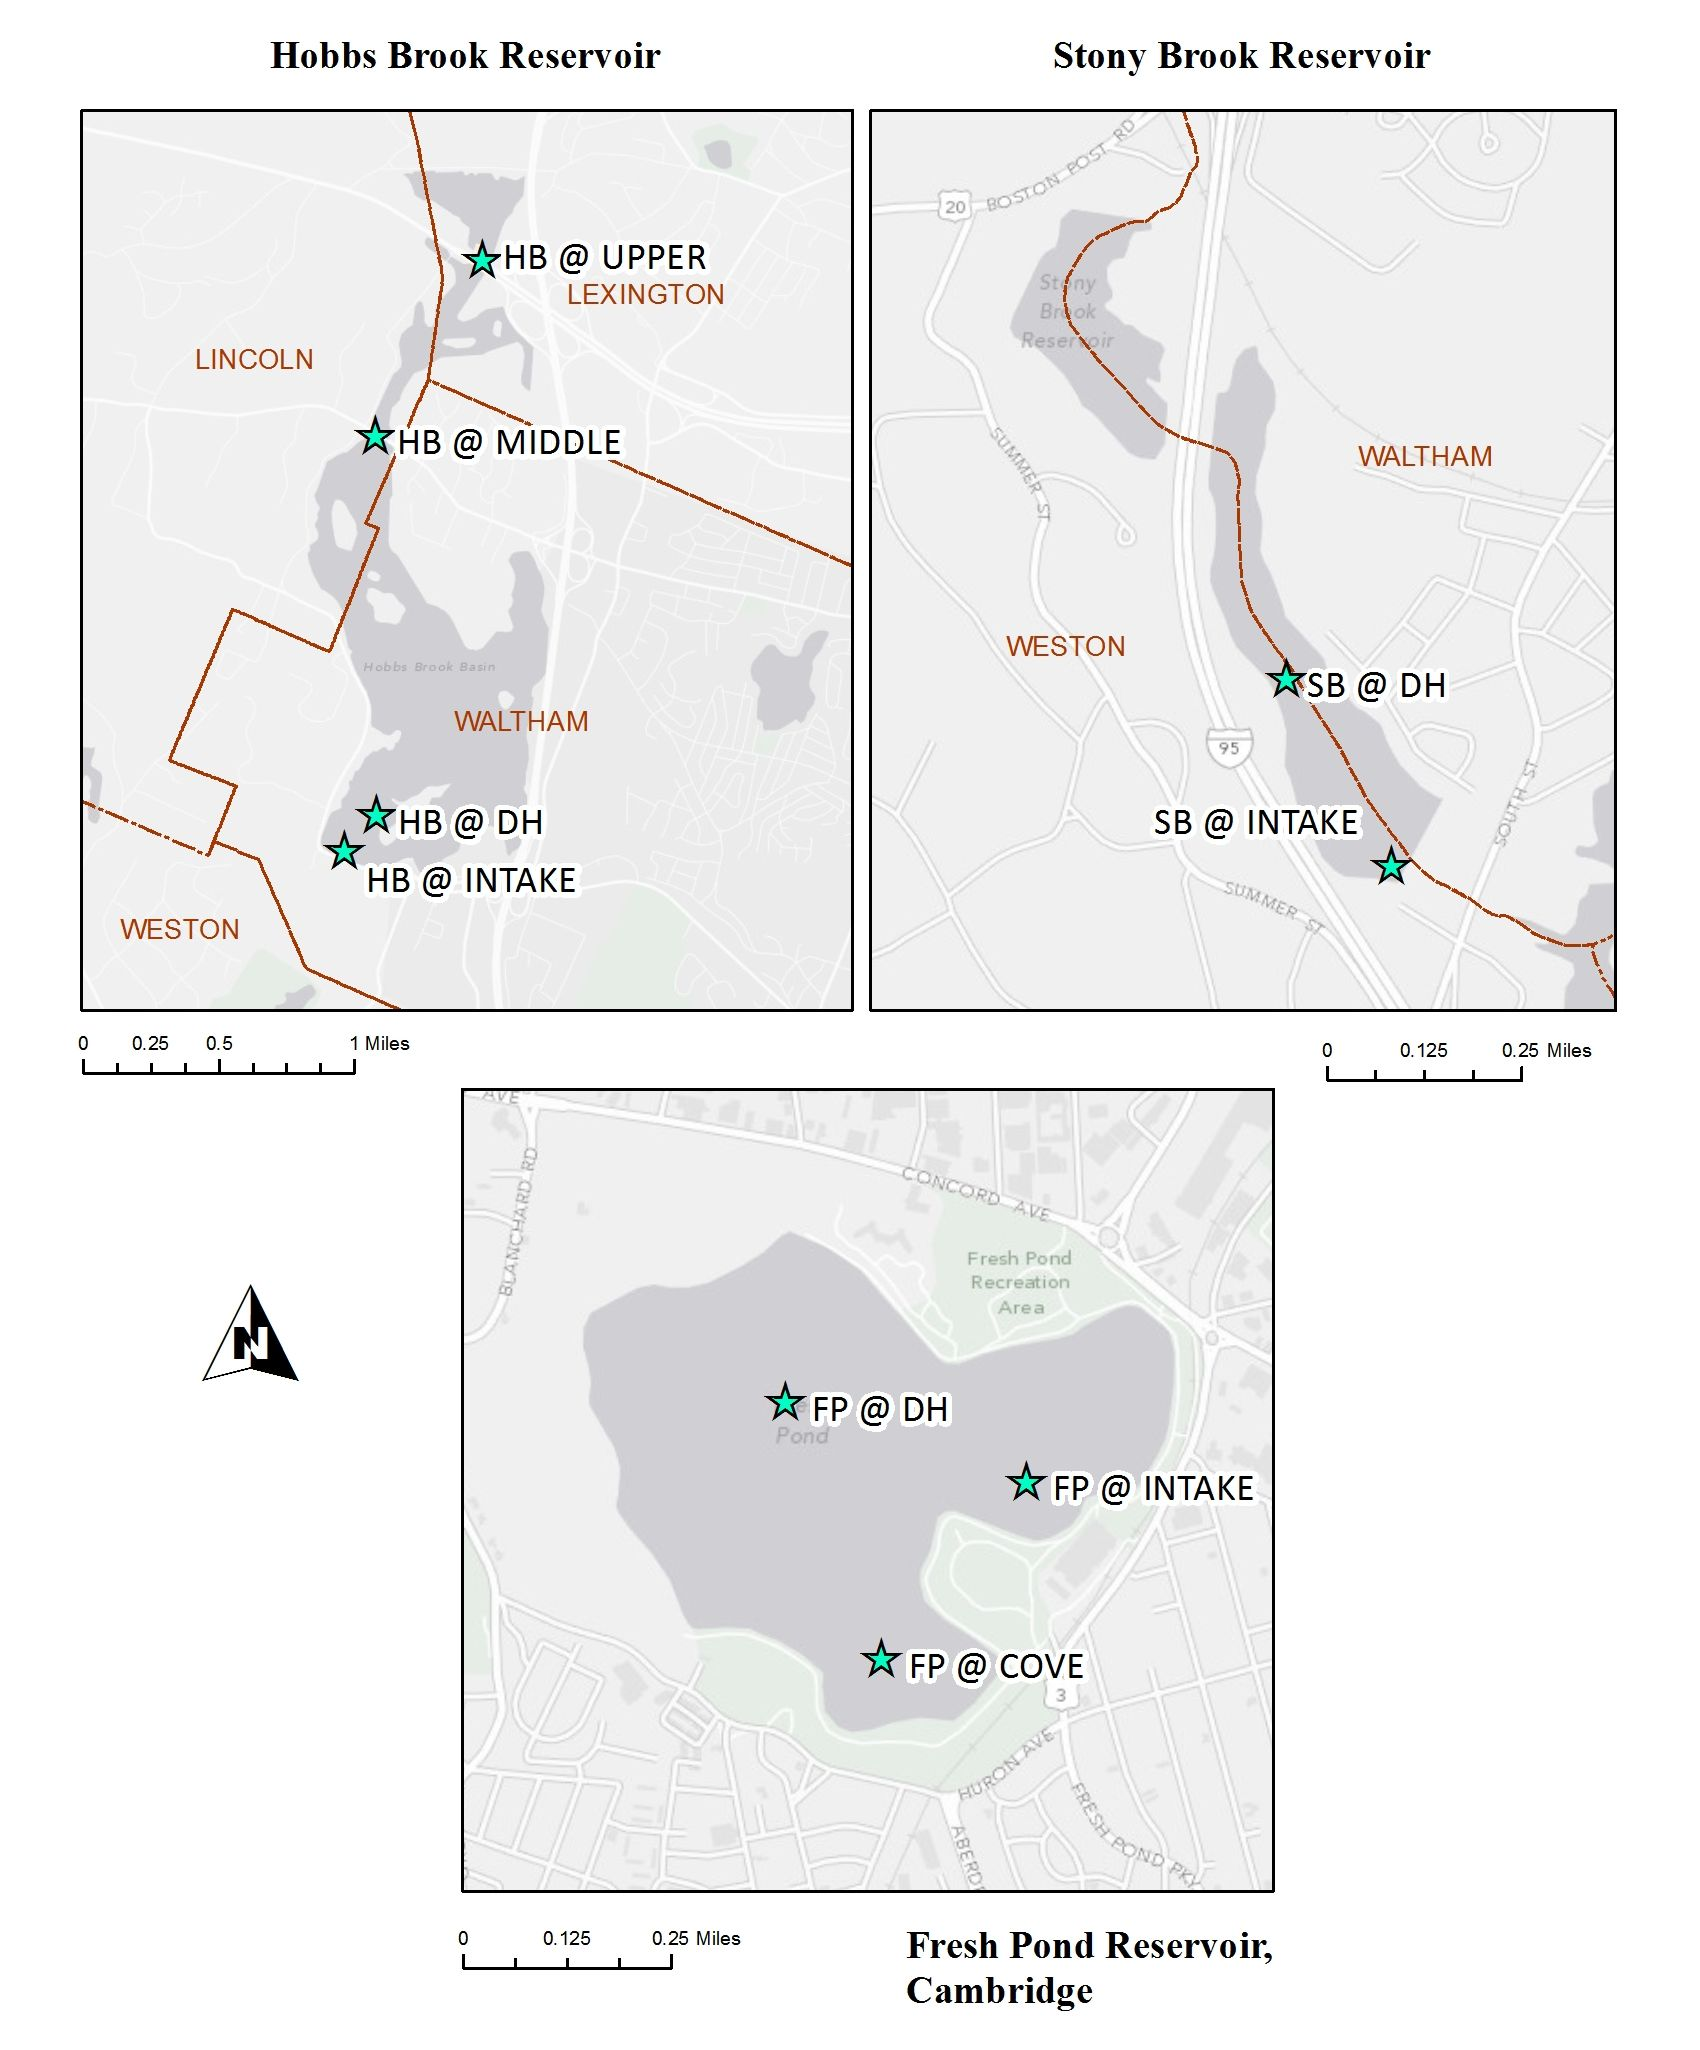 Hobbs Brook Reservoir
Stony Brook Reservoir
HB @ UPPER
LEXINGTON
LINCOLN
HB @ MIDDLE
Hobbs Brook Basin
WALTHAM
HB @ DH
HB @ INTAKE
WESTON
0 0.25 0.5 1 Miles
20
BOSTON POST RD
Stony
Brook
Reservoir
SUMMER ST
WALTHAM
WESTON
SB @ DH
95
SB @ INTAKE
SOUTH ST
SUMMER ST
0 0.125 0.25 Miles
AVE
BLANCHARD RD
CONCORD AVE
Fresh Pond
Recreation
Area
N
FP @ DH
Pond
FP @ INTAKE
FP @ COVE
3
HURON AVE
FRESH POND PKY
ABERD
0 0.125 0.25 Miles
Fresh Pond Reservoir,
Cambridge